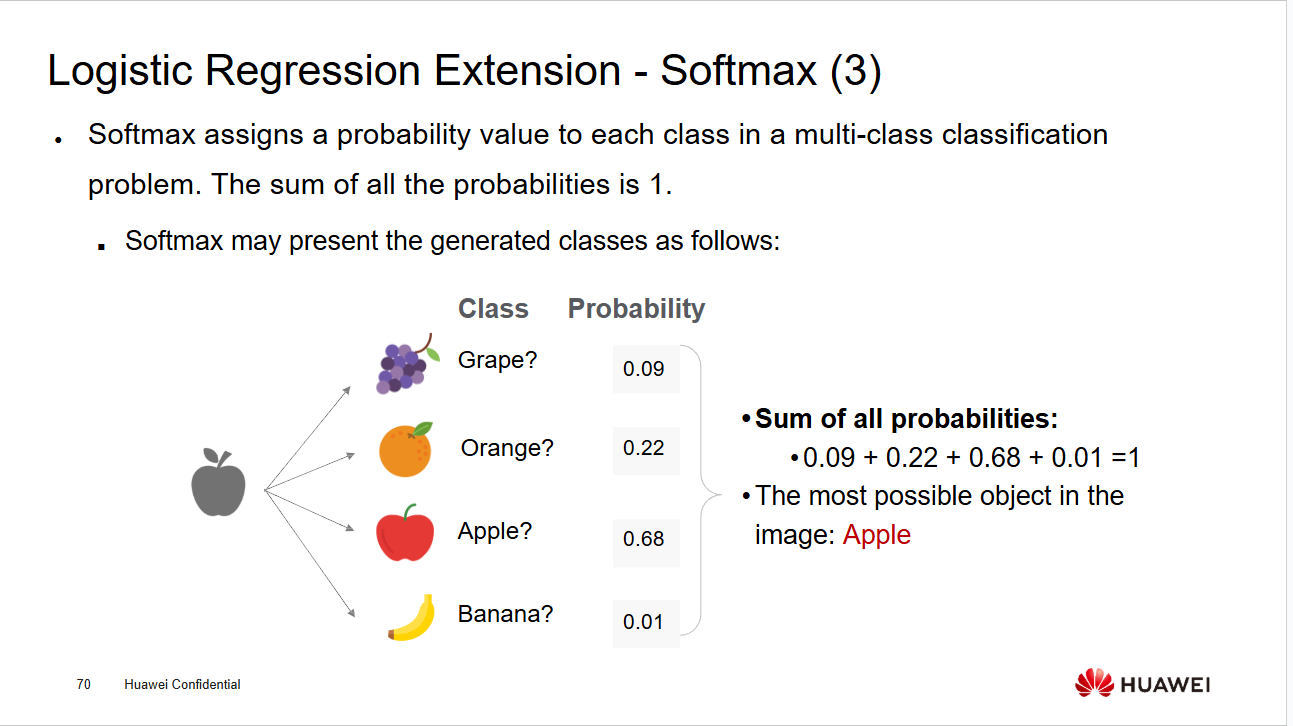 Logistic Regression Extension - Softmax (3)
• Softmax assigns a probability value to each class in a multi-class classification
problem. The sum of all the probabilities is 1.
▪ Softmax may present the generated classes as follows:
Class Probability
Grape? 0.09
Orange? 0.22
Apple? 0.68
Banana? 0.01
•Sum of all probabilities:
•0.09 + 0.22 + 0.68 + 0.01 =1
•The most possible object in the
image: Apple
70 Huawei Confidential
HUAWEI